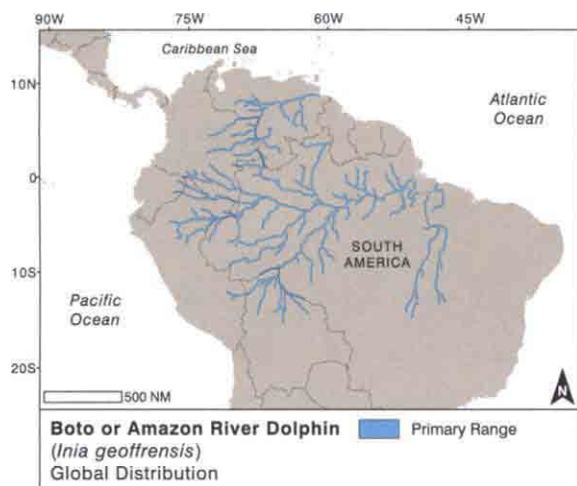 90W 75W 60W 45W
Caribbean Sea
10N
Atlantic
Ocean
0
SOUTH
AMERICA
10S
Pacific
Ocean
20S
500 NM
N
Boto or Amazon River Dolphin
Primary Range
(Inia geoffrensis)
Global Distribution